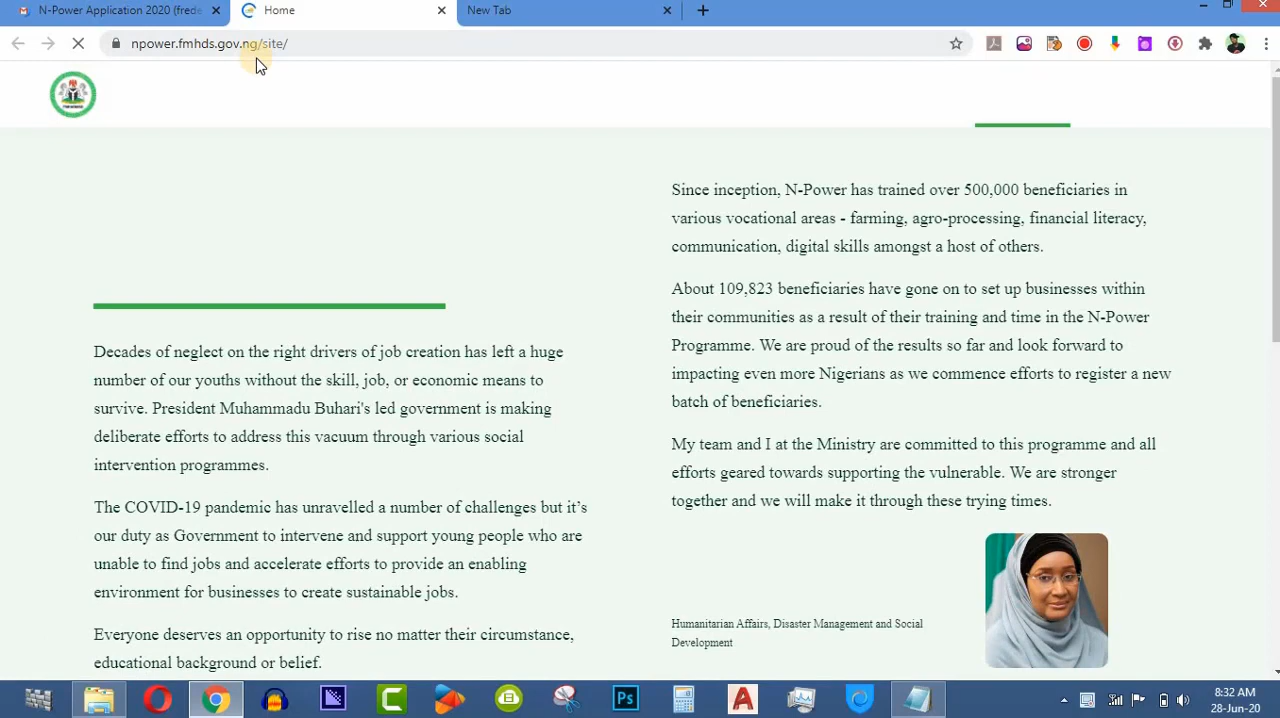 N-Power Application 2020 (frede
Home
New Tab
npower.fmhds.gov.ng/site/
Since inception, N-Power has trained over 500,000 beneficiaries in
various vocational areas - farming, agro-processing, financial literacy,
communication, digital skills amongst a host of others.
About 109,823 beneficiaries have gone on to set up businesses within
their communities as a result of their training and time in the N-Power
Programme. We are proud of the results so far and look forward to
impacting even more Nigerians as we commence efforts to register a new
batch of beneficiaries.
My team and I at the Ministry are committed to this programme and all
efforts geared towards supporting the vulnerable. We are stronger
together and we will make it through these trying times.
Humanitarian Affairs, Disaster Management and Social
Development
Decades of neglect on the right drivers of job creation has left a huge
number of our youths without the skill, job, or economic means to
survive. President Muhammadu Buhari's led government is making
deliberate efforts to address this vacuum through various social
intervention programmes.
The COVID-19 pandemic has unravelled a number of challenges but it’s
our duty as Government to intervene and support young people who are
unable to find jobs and accelerate efforts to provide an enabling
environment for businesses to create sustainable jobs.
Everyone deserves an opportunity to rise no matter their circumstance,
educational background or belief.
Ps
8:32 AM
28-Jun-20